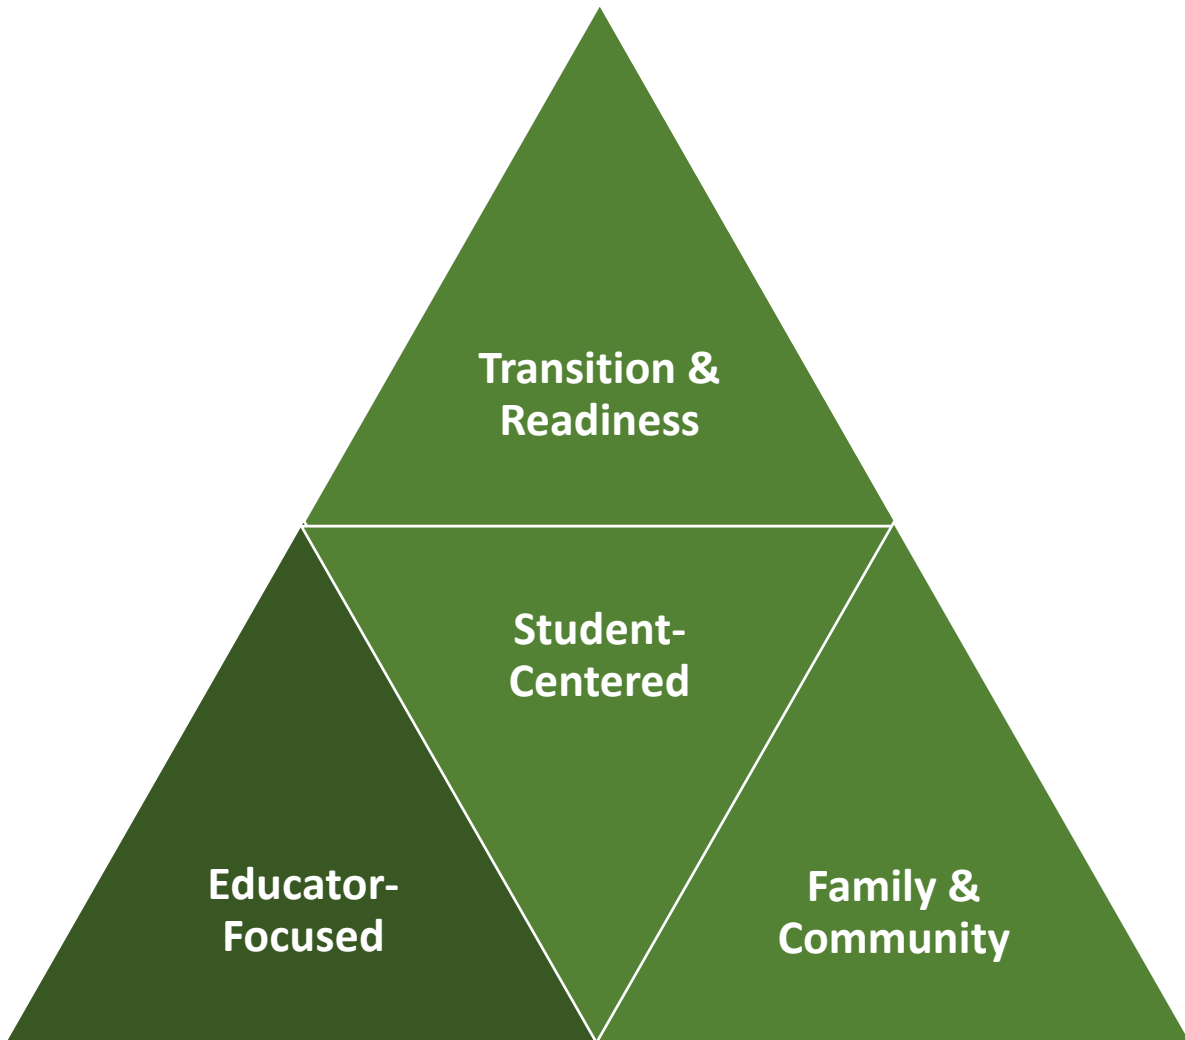 Transition &
Readiness
Student-
Centered
Educator-
Focused
Family &
Community